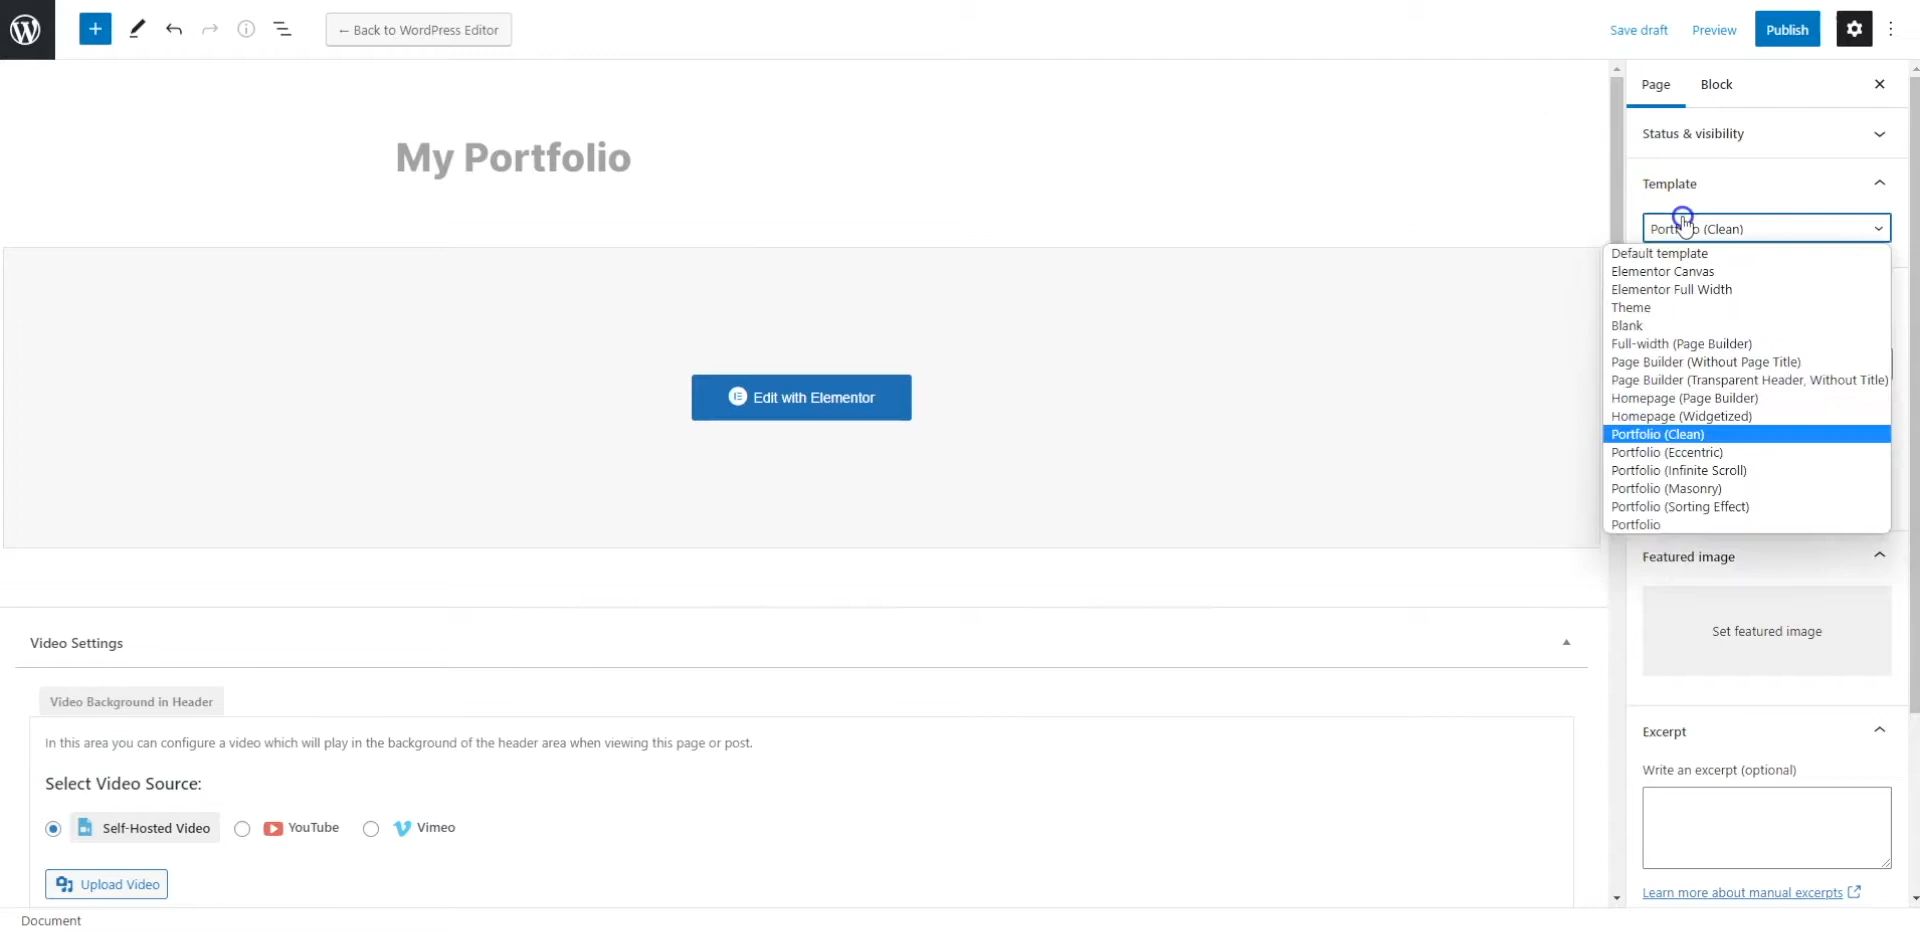 ← Back to WordPress Editor
Save draft
Preview
Publish
Page
Block
My Portfolio
Status & visibility
Template
Portfolio (Clean)
Default template
Elementor Canvas
Elementor Full Width
Theme
Blank
Full-width (Page Builder)
Page Builder (Without Page Title)
Page Builder (Transparent Header, Without Title)
Homepage (Page Builder)
Homepage (Widgetized)
Portfolio (Clean)
Portfolio (Eccentric)
Portfolio (Infinite Scroll)
Portfolio (Masonry)
Portfolio (Sorting Effect)
Portfolio
Edit with Elementor
Featured image
Set featured image
Video Settings
Video Background in Header
In this area you can configure a video which will play in the background of the header area when viewing this page or post.
Select Video Source:
Self-Hosted Video
YouTube
Vimeo
Upload Video
Excerpt
Write an excerpt (optional)
Learn more about manual excerpts
Document